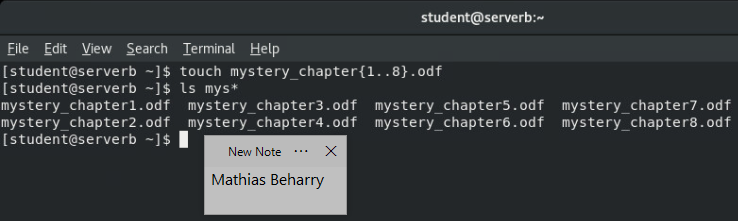 student@serverb:~
File Edit View Search Terminal Help
[student@serverb ~]$ touch mystery_chapter{1..8}.odf
[student@serverb ~]$ ls mys*
mystery_chapter1.odf mystery_chapter3.odf mystery_chapter5.odf mystery_chapter7.odf
mystery_chapter2.odf mystery_chapter4.odf mystery_chapter6.odf mystery_chapter8.odf
[student@serverb ~]$
New Note ··· ×
Mathias Beharry